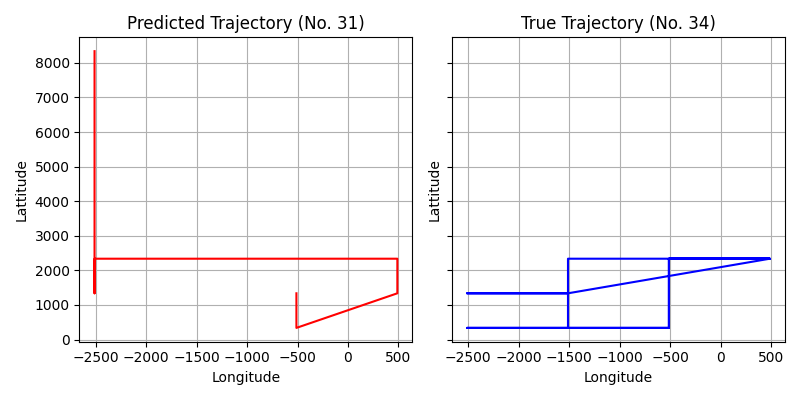 Predicted Trajectory (No. 31)
True Trajectory (No. 34)
8000
7000
6000
5000
4000
3000
2000
1000
0
Lattitude
Lattitude
−2500 −2000 −1500 −1000 −500 0 500
−2500 −2000 −1500 −1000 −500 0 500
Longitude
Longitude